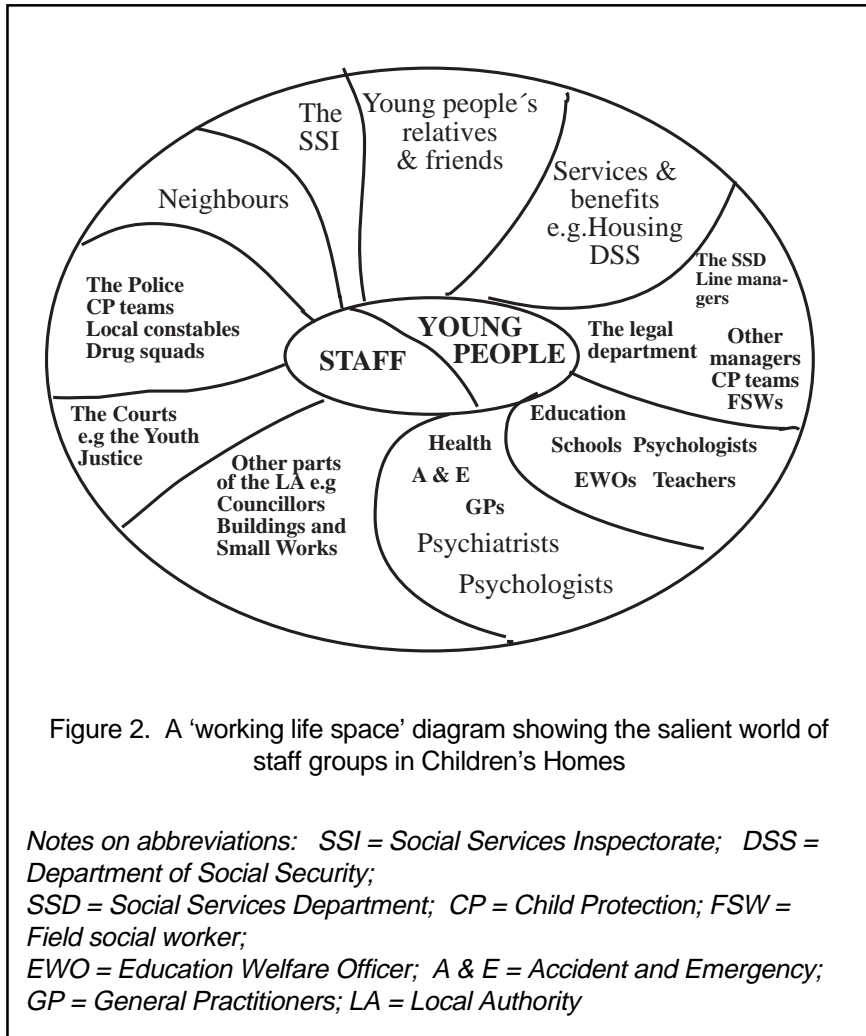 The
SSI
Young people´s
relatives
& friends
Services &
benefits
e.g.Housing
DSS
Neighbours
The SSD
Line mana-
gers
The Police
CP teams
Local constables
Drug squads
STAFF
YOUNG
PEOPLE
The legal
department
Other
managers
CP teams
FSWs
The Courts
e.g the Youth
Justice
Other parts
of the LA e.g
Councillors
Buildings and
Small Works
Health
A & E
GPs
Psychiatrists
Psychologists
Education
Schools Psychologists
EWOs Teachers
Figure 2. A ‘working life space’ diagram showing the salient world of
staff groups in Children’s Homes
Notes on abbreviations: SSI = Social Services Inspectorate; DSS =
Department of Social Security;
SSD = Social Services Department; CP = Child Protection; FSW =
Field social worker;
EWO = Education Welfare Officer; A & E = Accident and Emergency;
GP = General Practitioners; LA = Local Authority